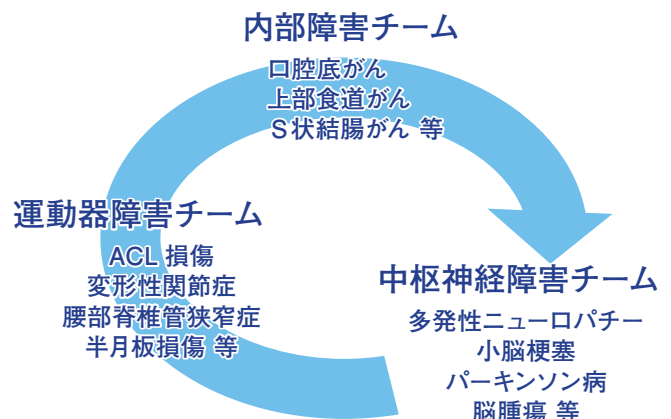 内部障害チーム
口腔底がん
上部食道がん
S状結腸がん 等
運動器障害チーム
ACL 損傷
変形性関節症
腰部脊椎管狭窄症
半月板損傷 等
中枢神経障害チーム
多発性ニューロパチー
小脳梗塞
パーキンソン病
脳腫瘍 等